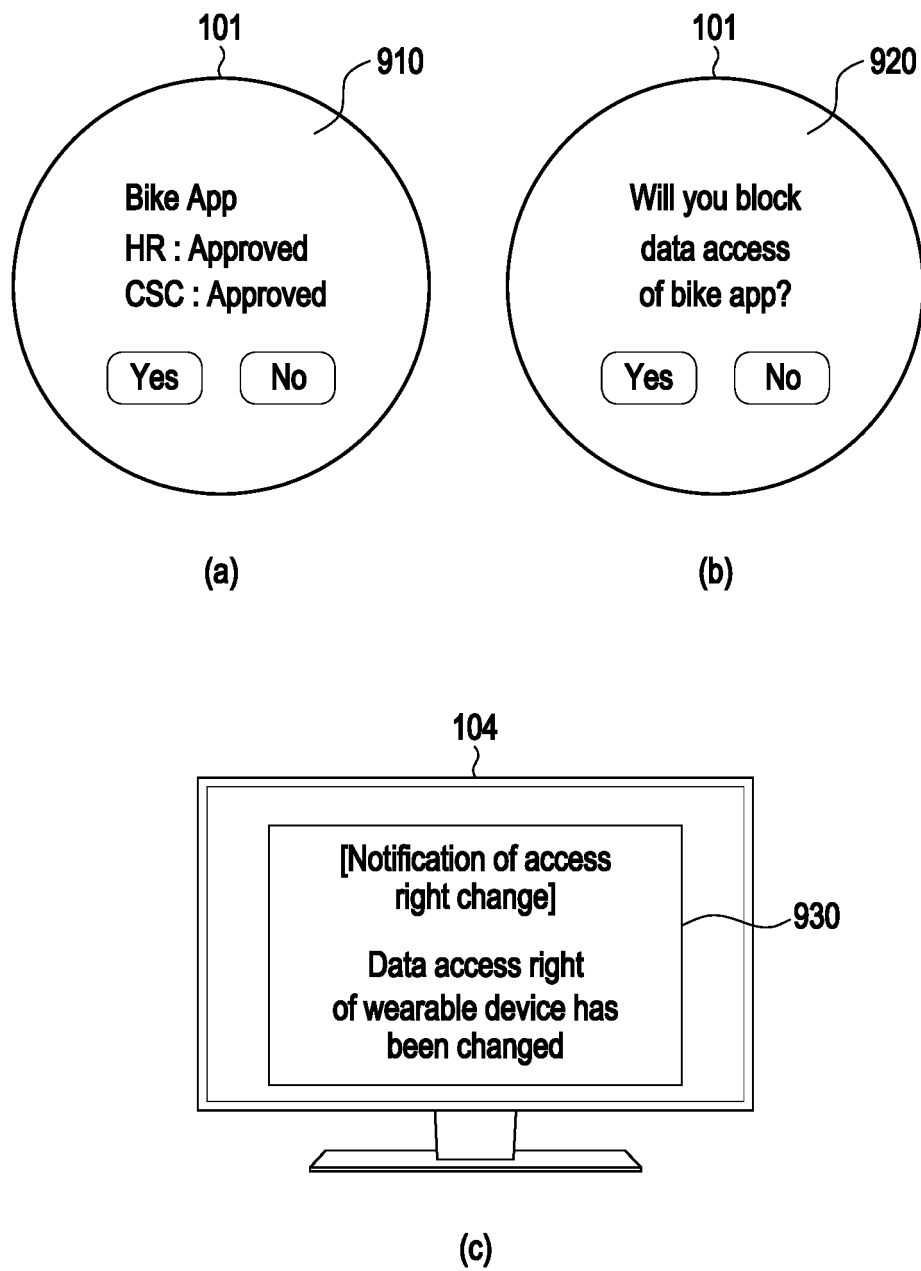 101
910
Bike App
HR : Approved
CSC : Approved
Yes No
(a)
101
920
Will you block
data access
of bike app?
Yes No
(b)
104
[Notification of access
right change]
930
Data access right
of wearable device has
been changed
(c)